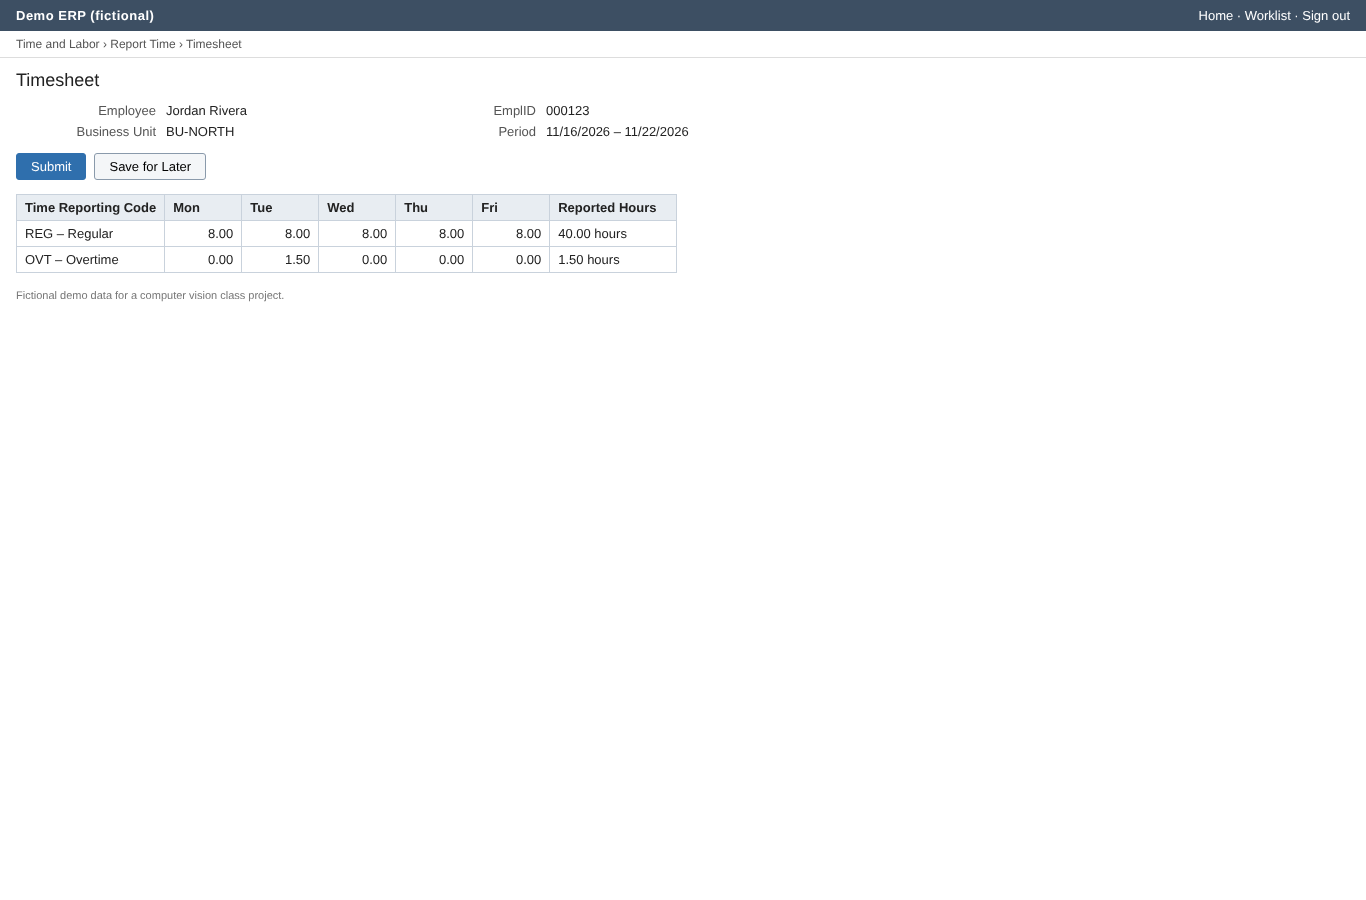 Demo ERP (fictional) Home · Worklist · Sign out
Time and Labor › Report Time › Timesheet
Timesheet
Employee Jordan Rivera EmplID 000123
Business Unit BU-NORTH Period 11/16/2026 – 11/22/2026
Submit Save for Later
Time Reporting Code Mon Tue Wed Thu Fri Reported Hours
REG – Regular 8.00 8.00 8.00 8.00 8.00 40.00 hours
OVT – Overtime 0.00 1.50 0.00 0.00 0.00 1.50 hours
Fictional demo data for a computer vision class project.